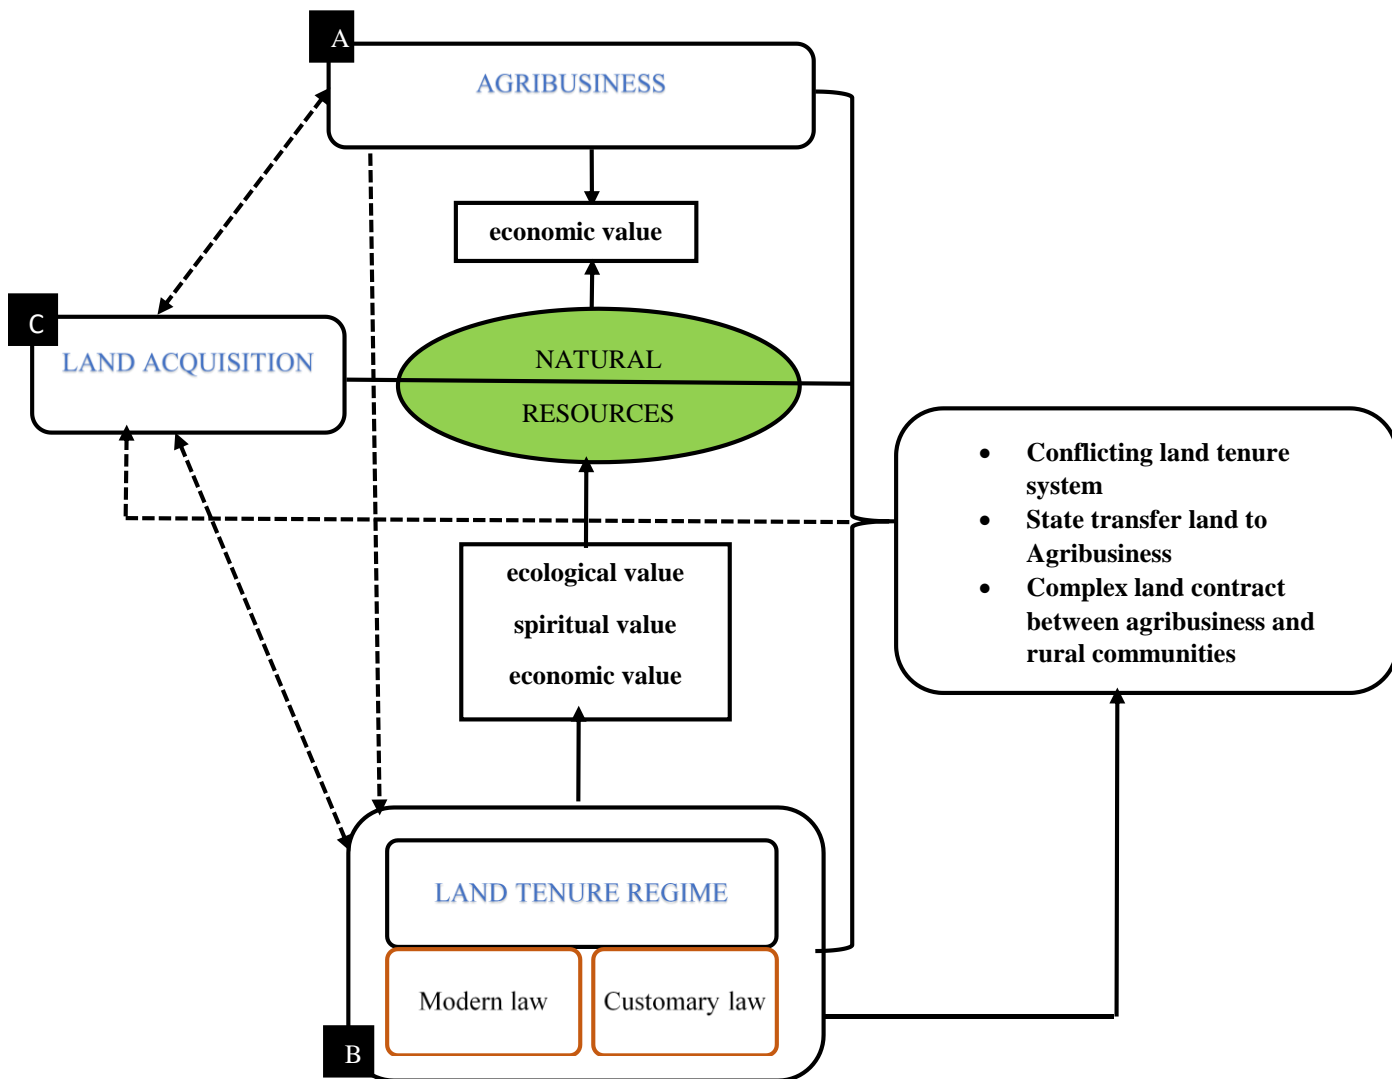 A
AGRIBUSINESS
economic value
C
LAND ACQUISITION
NATURAL
RESOURCES
• Conflicting land tenure
system
• State transfer land to
Agribusiness
• Complex land contract
between agribusiness and
rural communities
ecological value
spiritual value
economic value
LAND TENURE REGIME
Modern law
Customary law
B